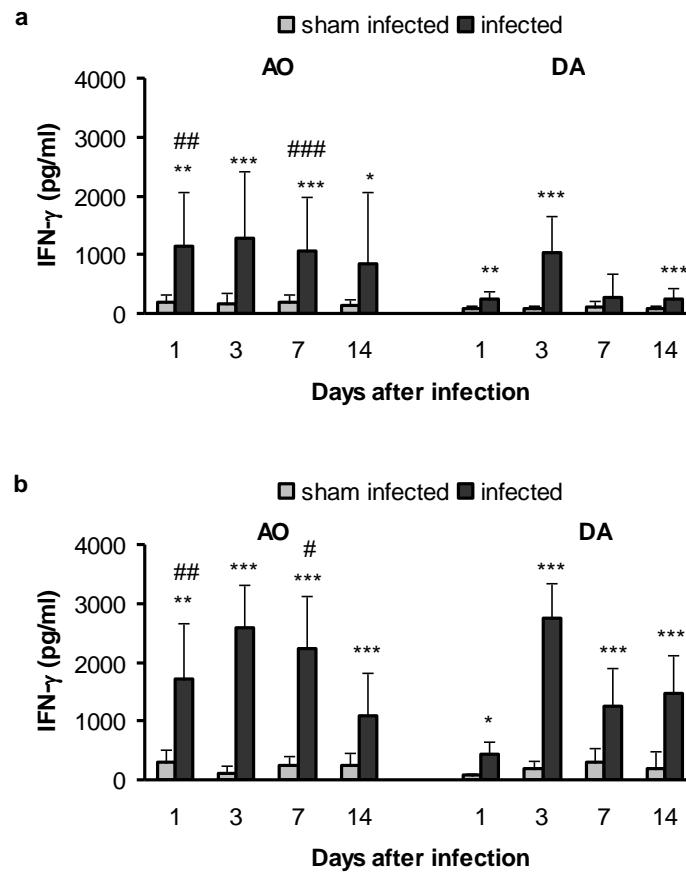 a
sham infected infected
AO DA
4000
## ###
** *** *** * *** ** ***
3000
2000
1000
0
IFN-γ (pg/ml)
1 3 7 14 1 3 7 14
Days after infection
b
sham infected infected
AO DA
4000
## *** # ***
** *** *** *** *** *
3000
2000
1000
0
IFN-γ (pg/ml)
1 3 7 14 1 3 7 14
Days after infection